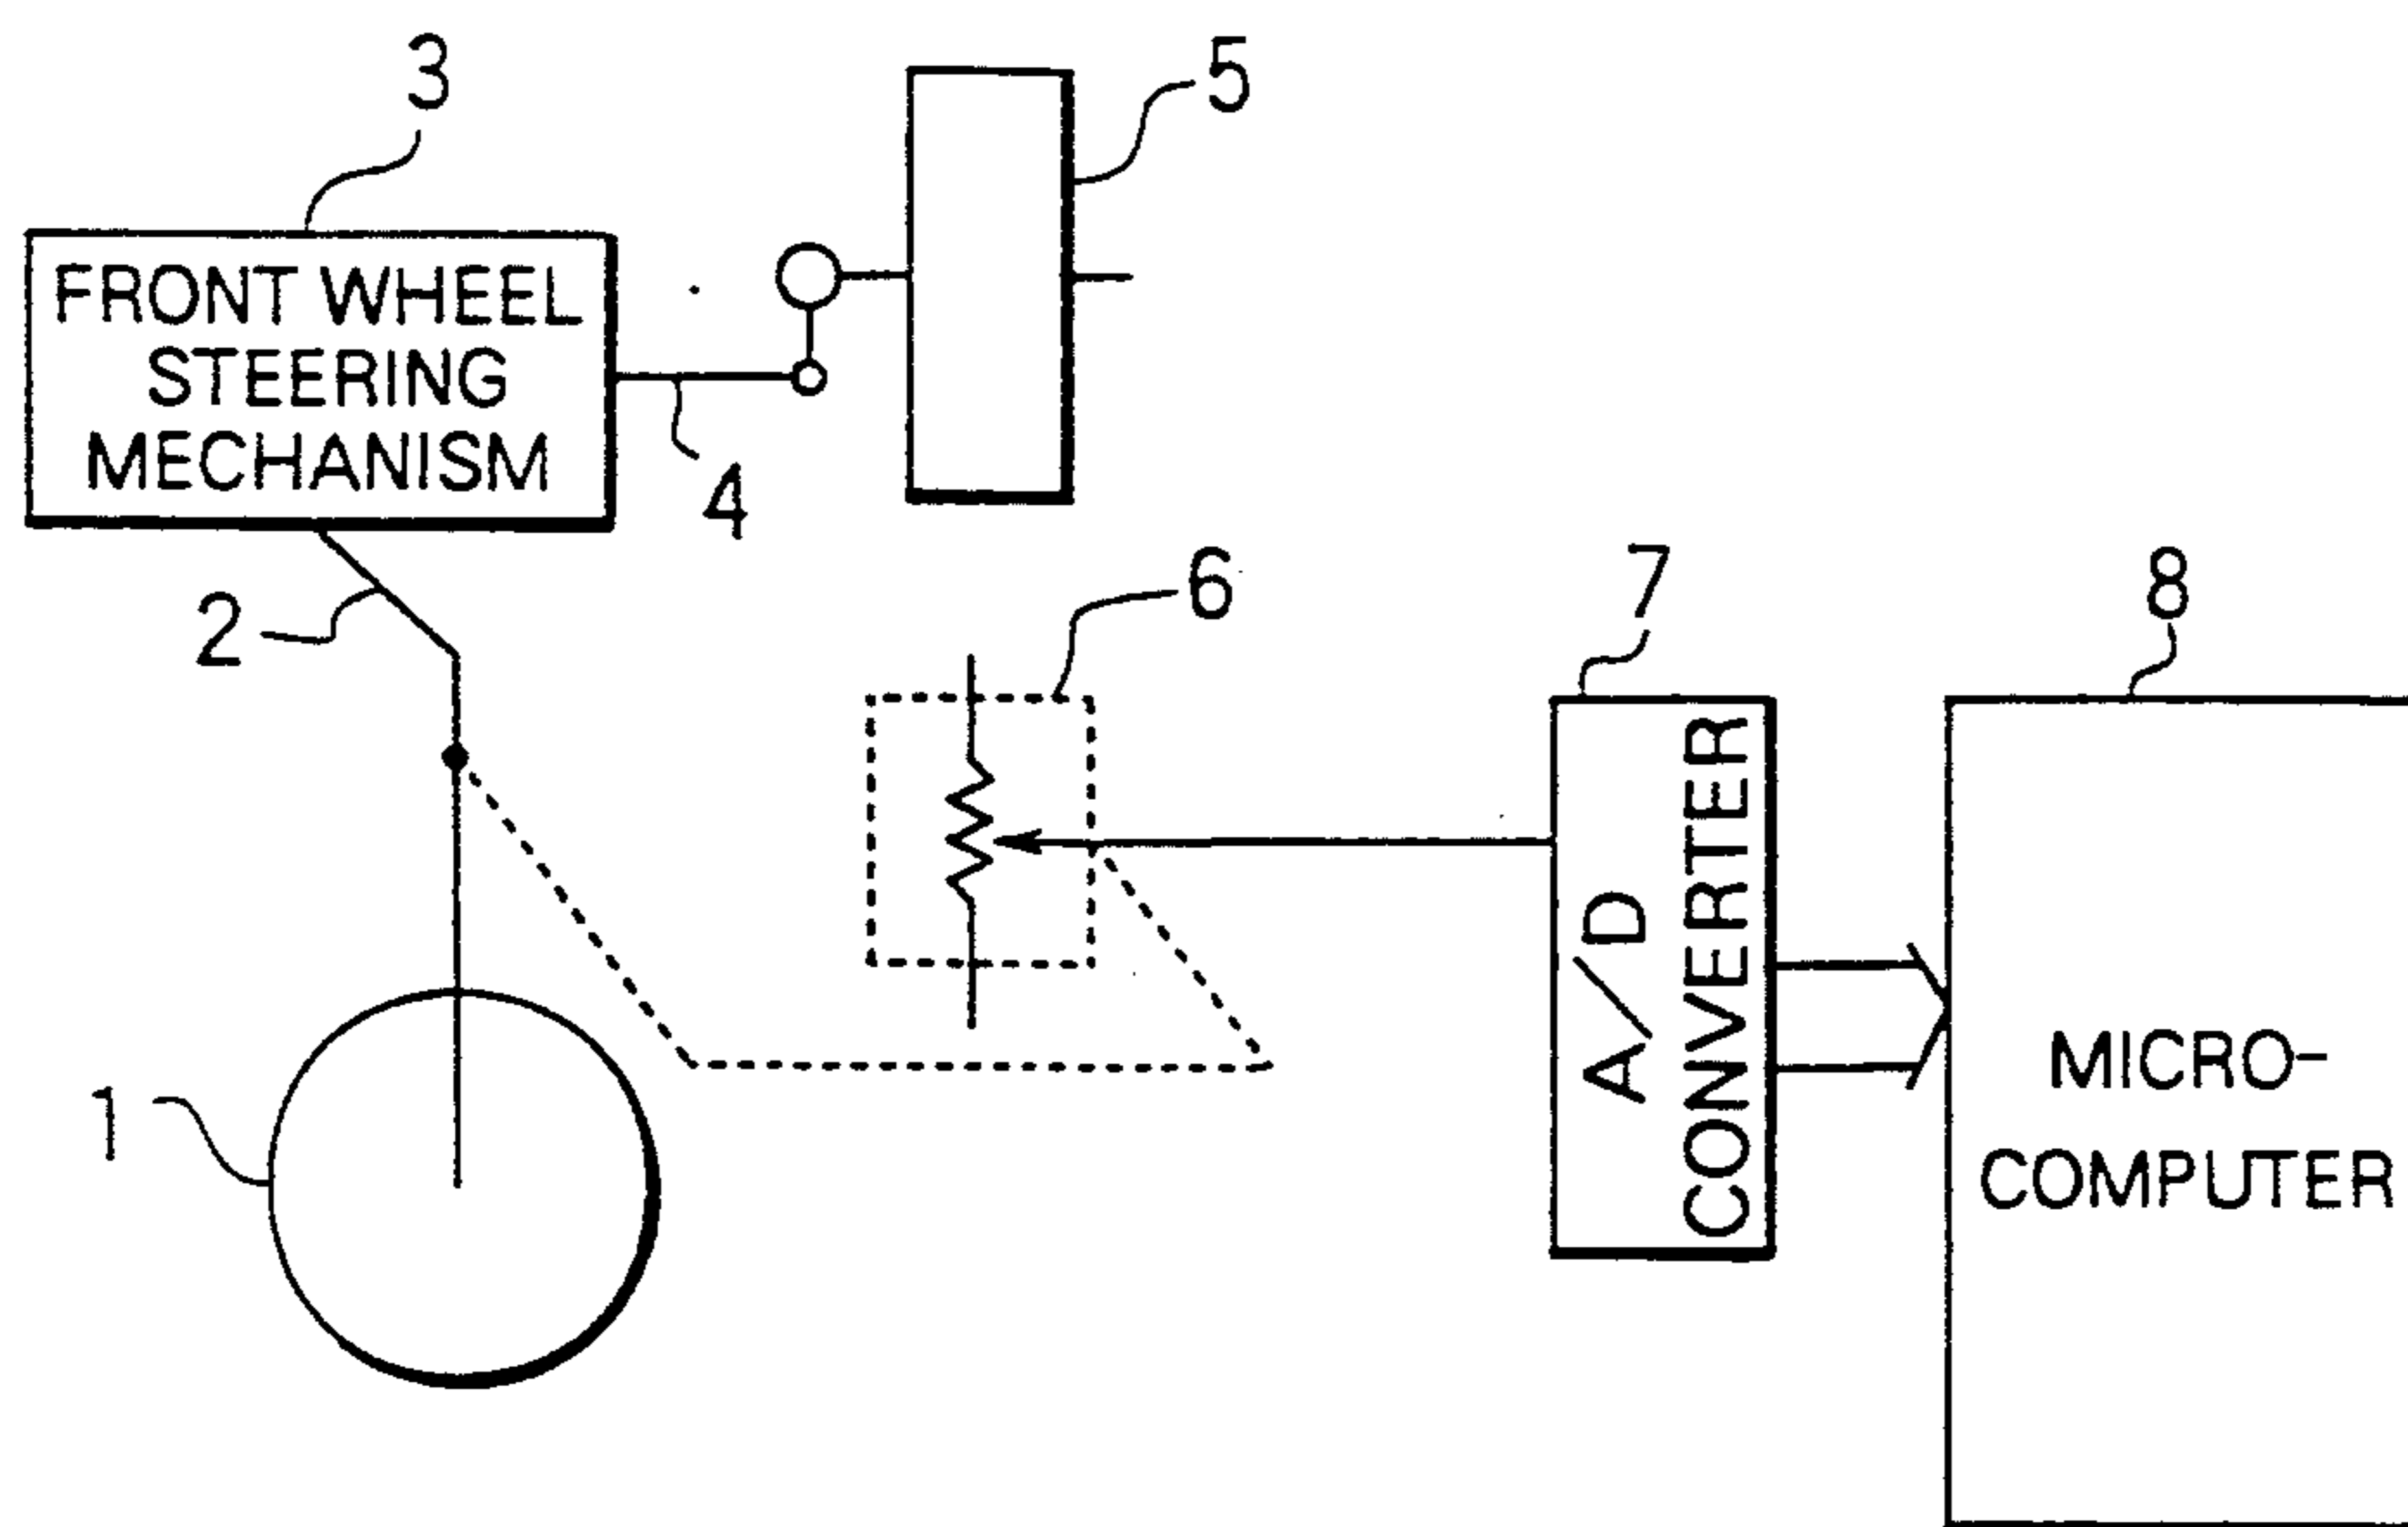 3
5
FRONT WHEEL
STEERING
MECHANISM
4
2
6
7
8
A/D
CONVERTER
1
MICRO-
COMPUTER